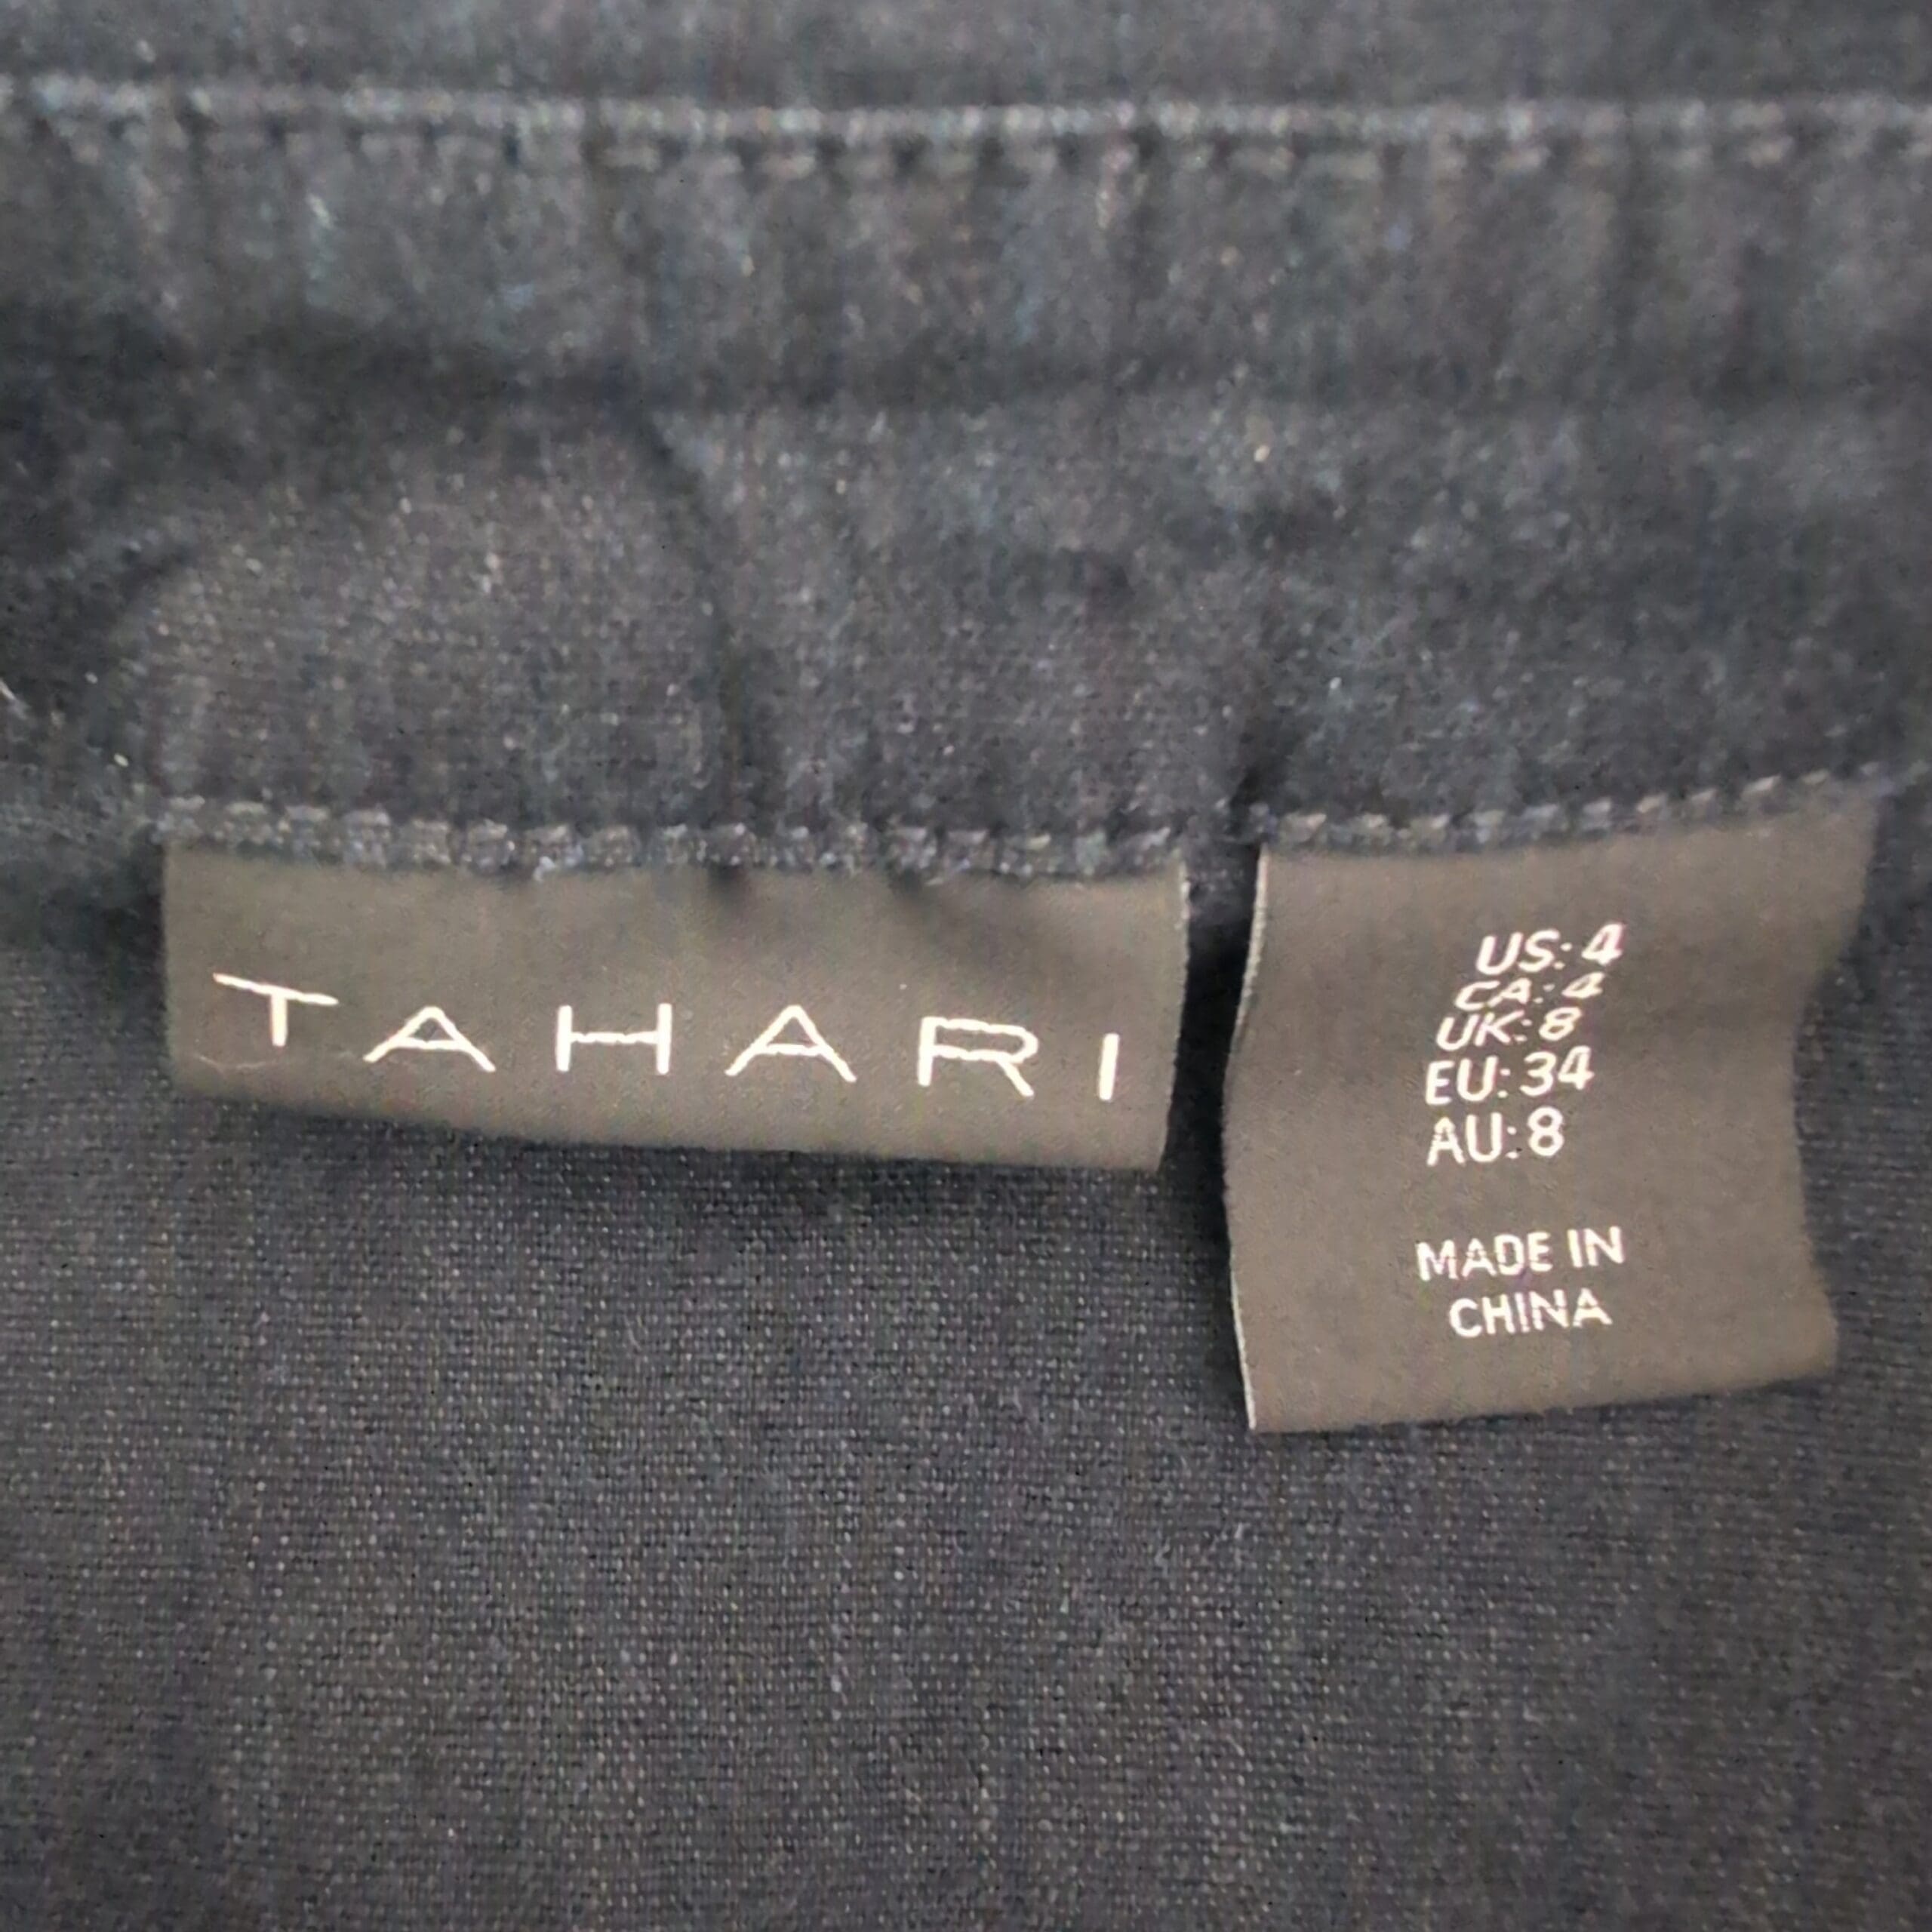 TAHARI
US: 4
CA: 4
UK: 8
EU: 34
AU: 8
MADE IN
CHINA